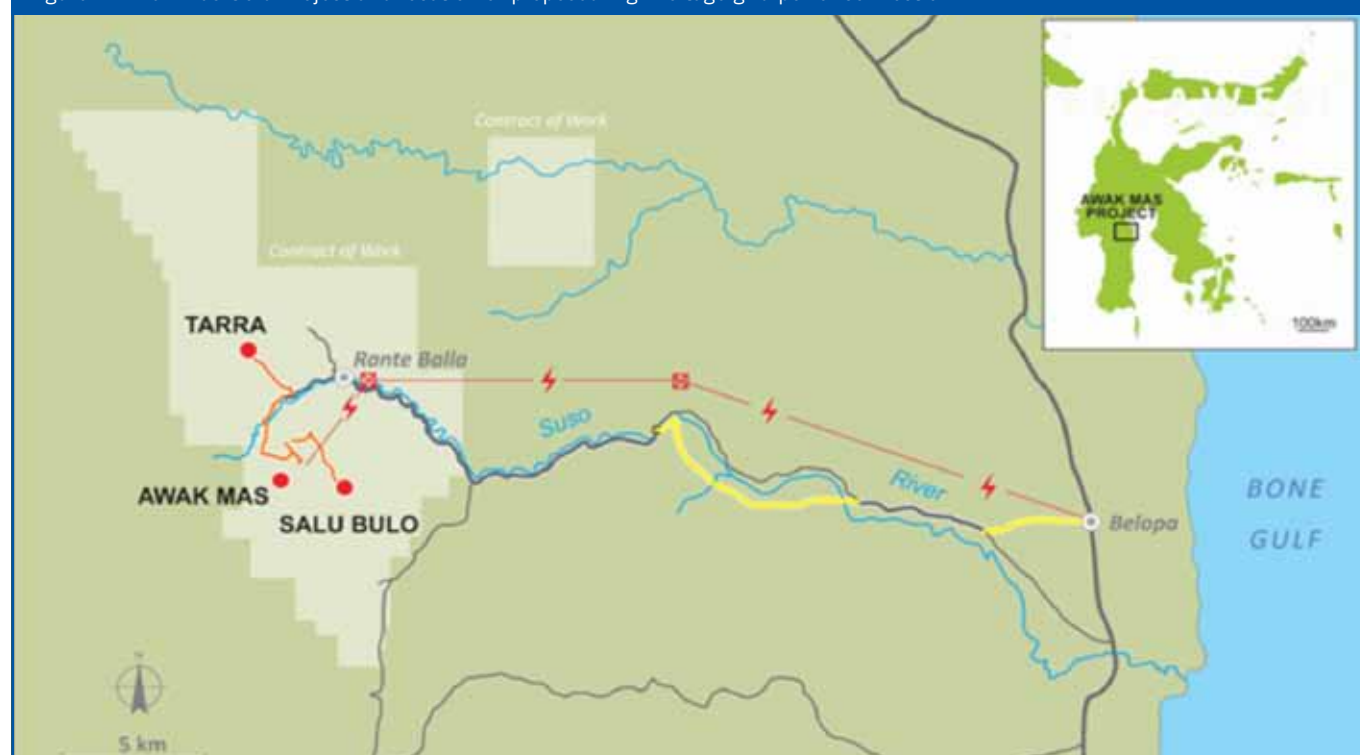 Contract of Work
Contract of Work
AWAK MAS
PROJECT
100km
TARRA
Rante Balla
Suso
River
AWAK MAS
SALU BULO
Belopa
BONE
GULF
N
5 km